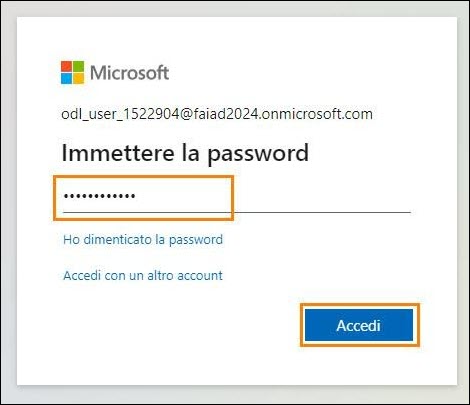 Microsoft
odl_user_1522904@faiad2024.onmicrosoft.com
Immettere la password
••••••••••••
Ho dimenticato la password
Accedi con un altro account
Accedi